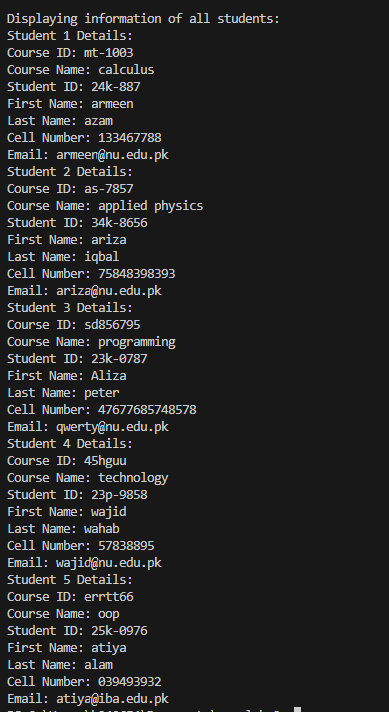 Displaying information of all students:
Student 1 Details:
Course ID: mt-1003
Course Name: calculus
Student ID: 24k-887
First Name: armeen
Last Name: azam
Cell Number: 133467788
Email: armeen@nu.edu.pk
Student 2 Details:
Course ID: as-7857
Course Name: applied physics
Student ID: 34k-8656
First Name: ariza
Last Name: iqbal
Cell Number: 75848398393
Email: ariza@nu.edu.pk
Student 3 Details:
Course ID: sd856795
Course Name: programming
Student ID: 23k-0787
First Name: Aliza
Last Name: peter
Cell Number: 47677685748578
Email: qwerty@nu.edu.pk
Student 4 Details:
Course ID: 45hguu
Course Name: technology
Student ID: 23p-9858
First Name: wajid
Last Name: wahab
Cell Number: 57838895
Email: wajid@nu.edu.pk
Student 5 Details:
Course ID: errtt66
Course Name: oop
Student ID: 25k-0976
First Name: atiya
Last Name: alam
Cell Number: 039493932
Email: atiya@iba.edu.pk